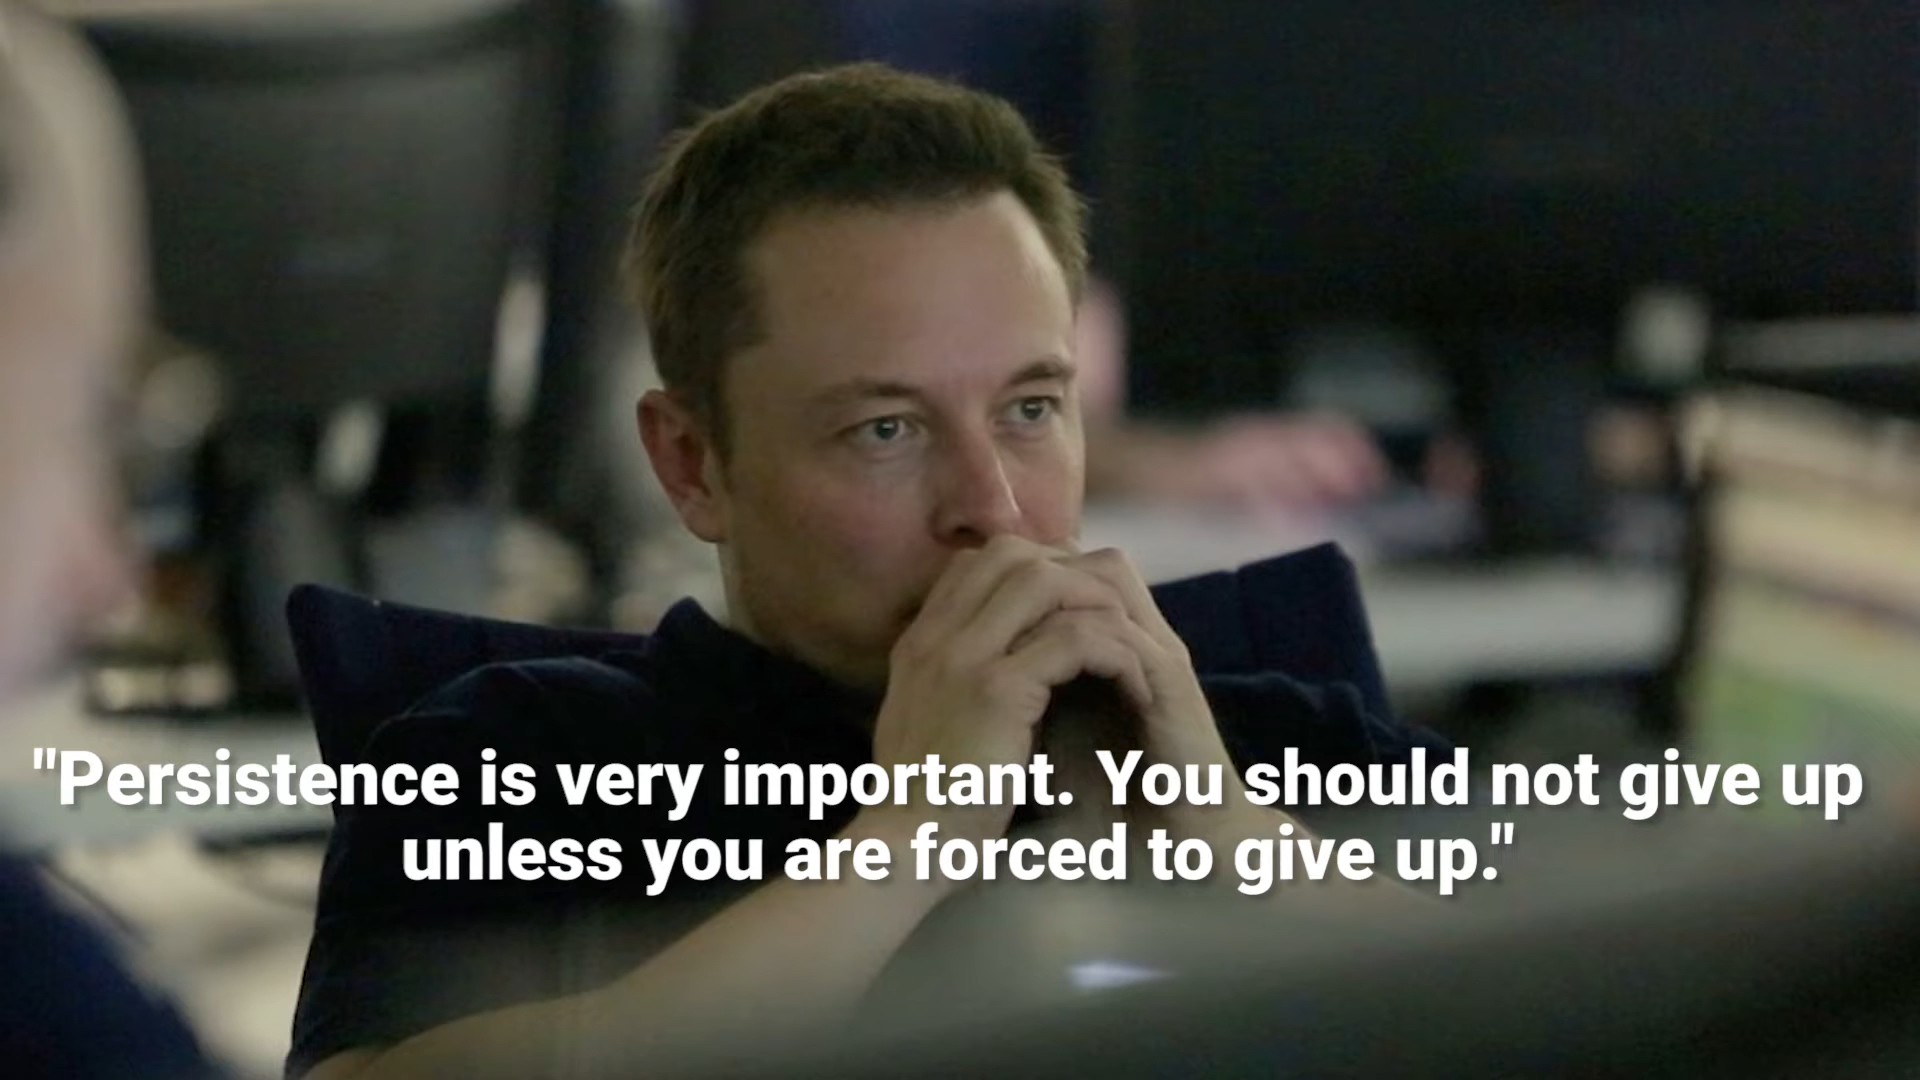 "Persistence is very important. You should not give up
unless you are forced to give up."